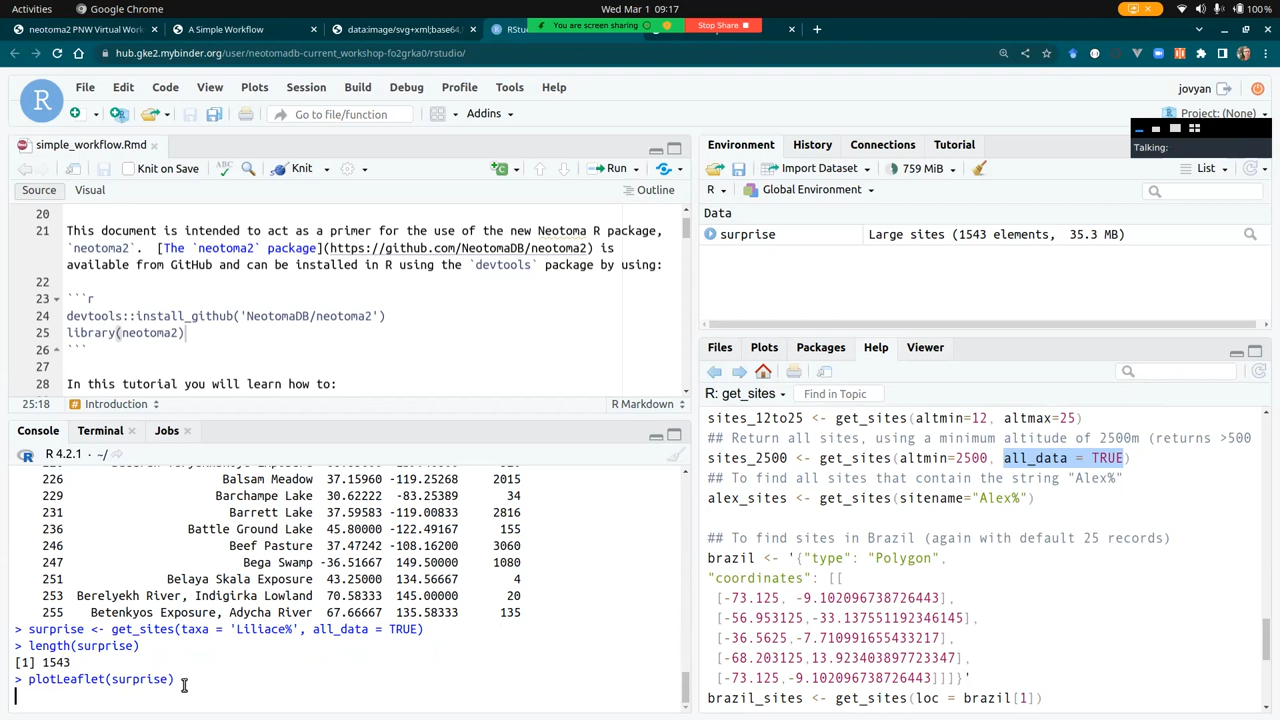 Activities
Google Chrome
Wed Mar 1 09:17
100 %
neotoma2 PNW Virtual Work
A Simple Workflow
data:image/svg+xml;base64,
RStu
You are screen sharing
Stop Share
hub.gke2.mybinder.org/user/neotomadb-current_workshop-fo2grka0/rstudio/
File Edit Code View Plots Session Build Debug Profile Tools Help
jovyan
Go to file/function
Addins
Project: (None)
simple_workflow.Rmd
Knit on Save
ABC
Knit
Run
Source
Visual
Outline
20
21 This document is intended to act as a primer for the use of the new Neotoma R package,
`neotoma2`. [The `neotoma2` package](https://github.com/NeotomaDB/neotoma2) is
available from GitHub and can be installed in R using the `devtools` package by using:
22
23 ```r
24 devtools::install_github('NeotomaDB/neotoma2')
25 library(neotoma2)
26 ```
27
28 In this tutorial you will learn how to:
25:18
# Introduction
R Markdown
Console Terminal Jobs
R 4.2.1 · ~/
226 Balsam Meadow 37.15960 -119.25268 2015
229 Barchampe Lake 30.62222 -83.25389 34
231 Barrett Lake 37.59583 -119.00833 2816
236 Battle Ground Lake 45.80000 -122.49167 155
246 Beef Pasture 37.47242 -108.16200 3060
247 Bega Swamp -36.51667 149.50000 1080
251 Belaya Skala Exposure 43.25000 134.56667 4
253 Berelyekh River, Indigirka Lowland 70.58333 145.00000 20
255 Betenkyos Exposure, Adycha River 67.66667 135.58333 135
> surprise <- get_sites(taxa = 'Liliace%', all_data = TRUE)
> length(surprise)
[1] 1543
> plotLeaflet(surprise)
Environment History Connections Tutorial
Talking:
Import Dataset
759 MiB
List
R
Global Environment
Data
surprise Large sites (1543 elements, 35.3 MB)
Files Plots Packages Help Viewer
R: get_sites
Find in Topic
sites_12to25 <- get_sites(altmin=12, altmax=25)
## Return all sites, using a minimum altitude of 2500m (returns >500
sites_2500 <- get_sites(altmin=2500, all_data = TRUE)
## To find all sites that contain the string "Alex%"
alex_sites <- get_sites(sitename="Alex%")
## To find sites in Brazil (again with default 25 records)
brazil <- '{"type": "Polygon",
"coordinates": [[
[-73.125, -9.102096738726443],
[-56.953125,-33.137551192346145],
[-36.5625,-7.710991655433217],
[-68.203125,13.923403897723347],
[-73.125,-9.102096738726443]]]}'
brazil_sites <- get_sites(loc = brazil[1])